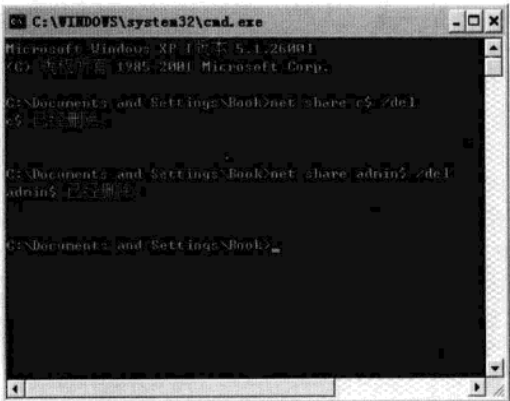 C:\WINDOWS\system32\cmd.exe
Microsoft Windows XP [版本 5.1.2600]
(C) 版权所有 1985-2001 Microsoft Corp.
C:\Documents and Settings\Book>net share c$ /del
c$ 已经删除
C:\Documents and Settings\Book>net share admin$ /del
admin$ 已经删除
C:\Documents and Settings\Book>_